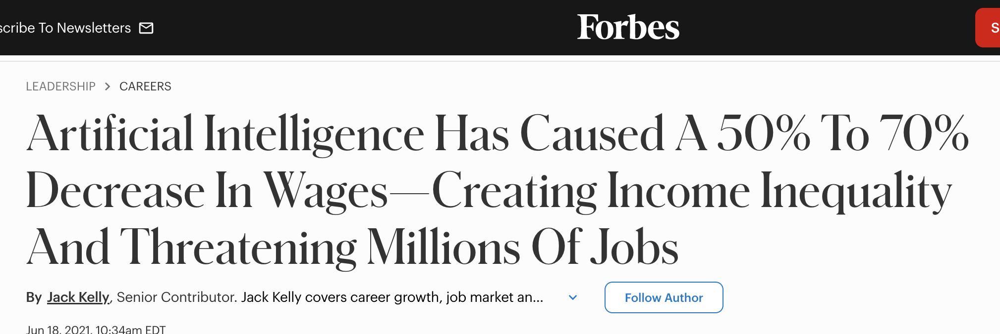 scribe To Newsletters
Forbes
S
LEADERSHIP > CAREERS
Artificial Intelligence Has Caused A 50% To 70%
Decrease In Wages—Creating Income Inequality
And Threatening Millions Of Jobs
By Jack Kelly, Senior Contributor. Jack Kelly covers career growth, job market an...
Follow Author
Jun 18, 2021, 10:34am EDT